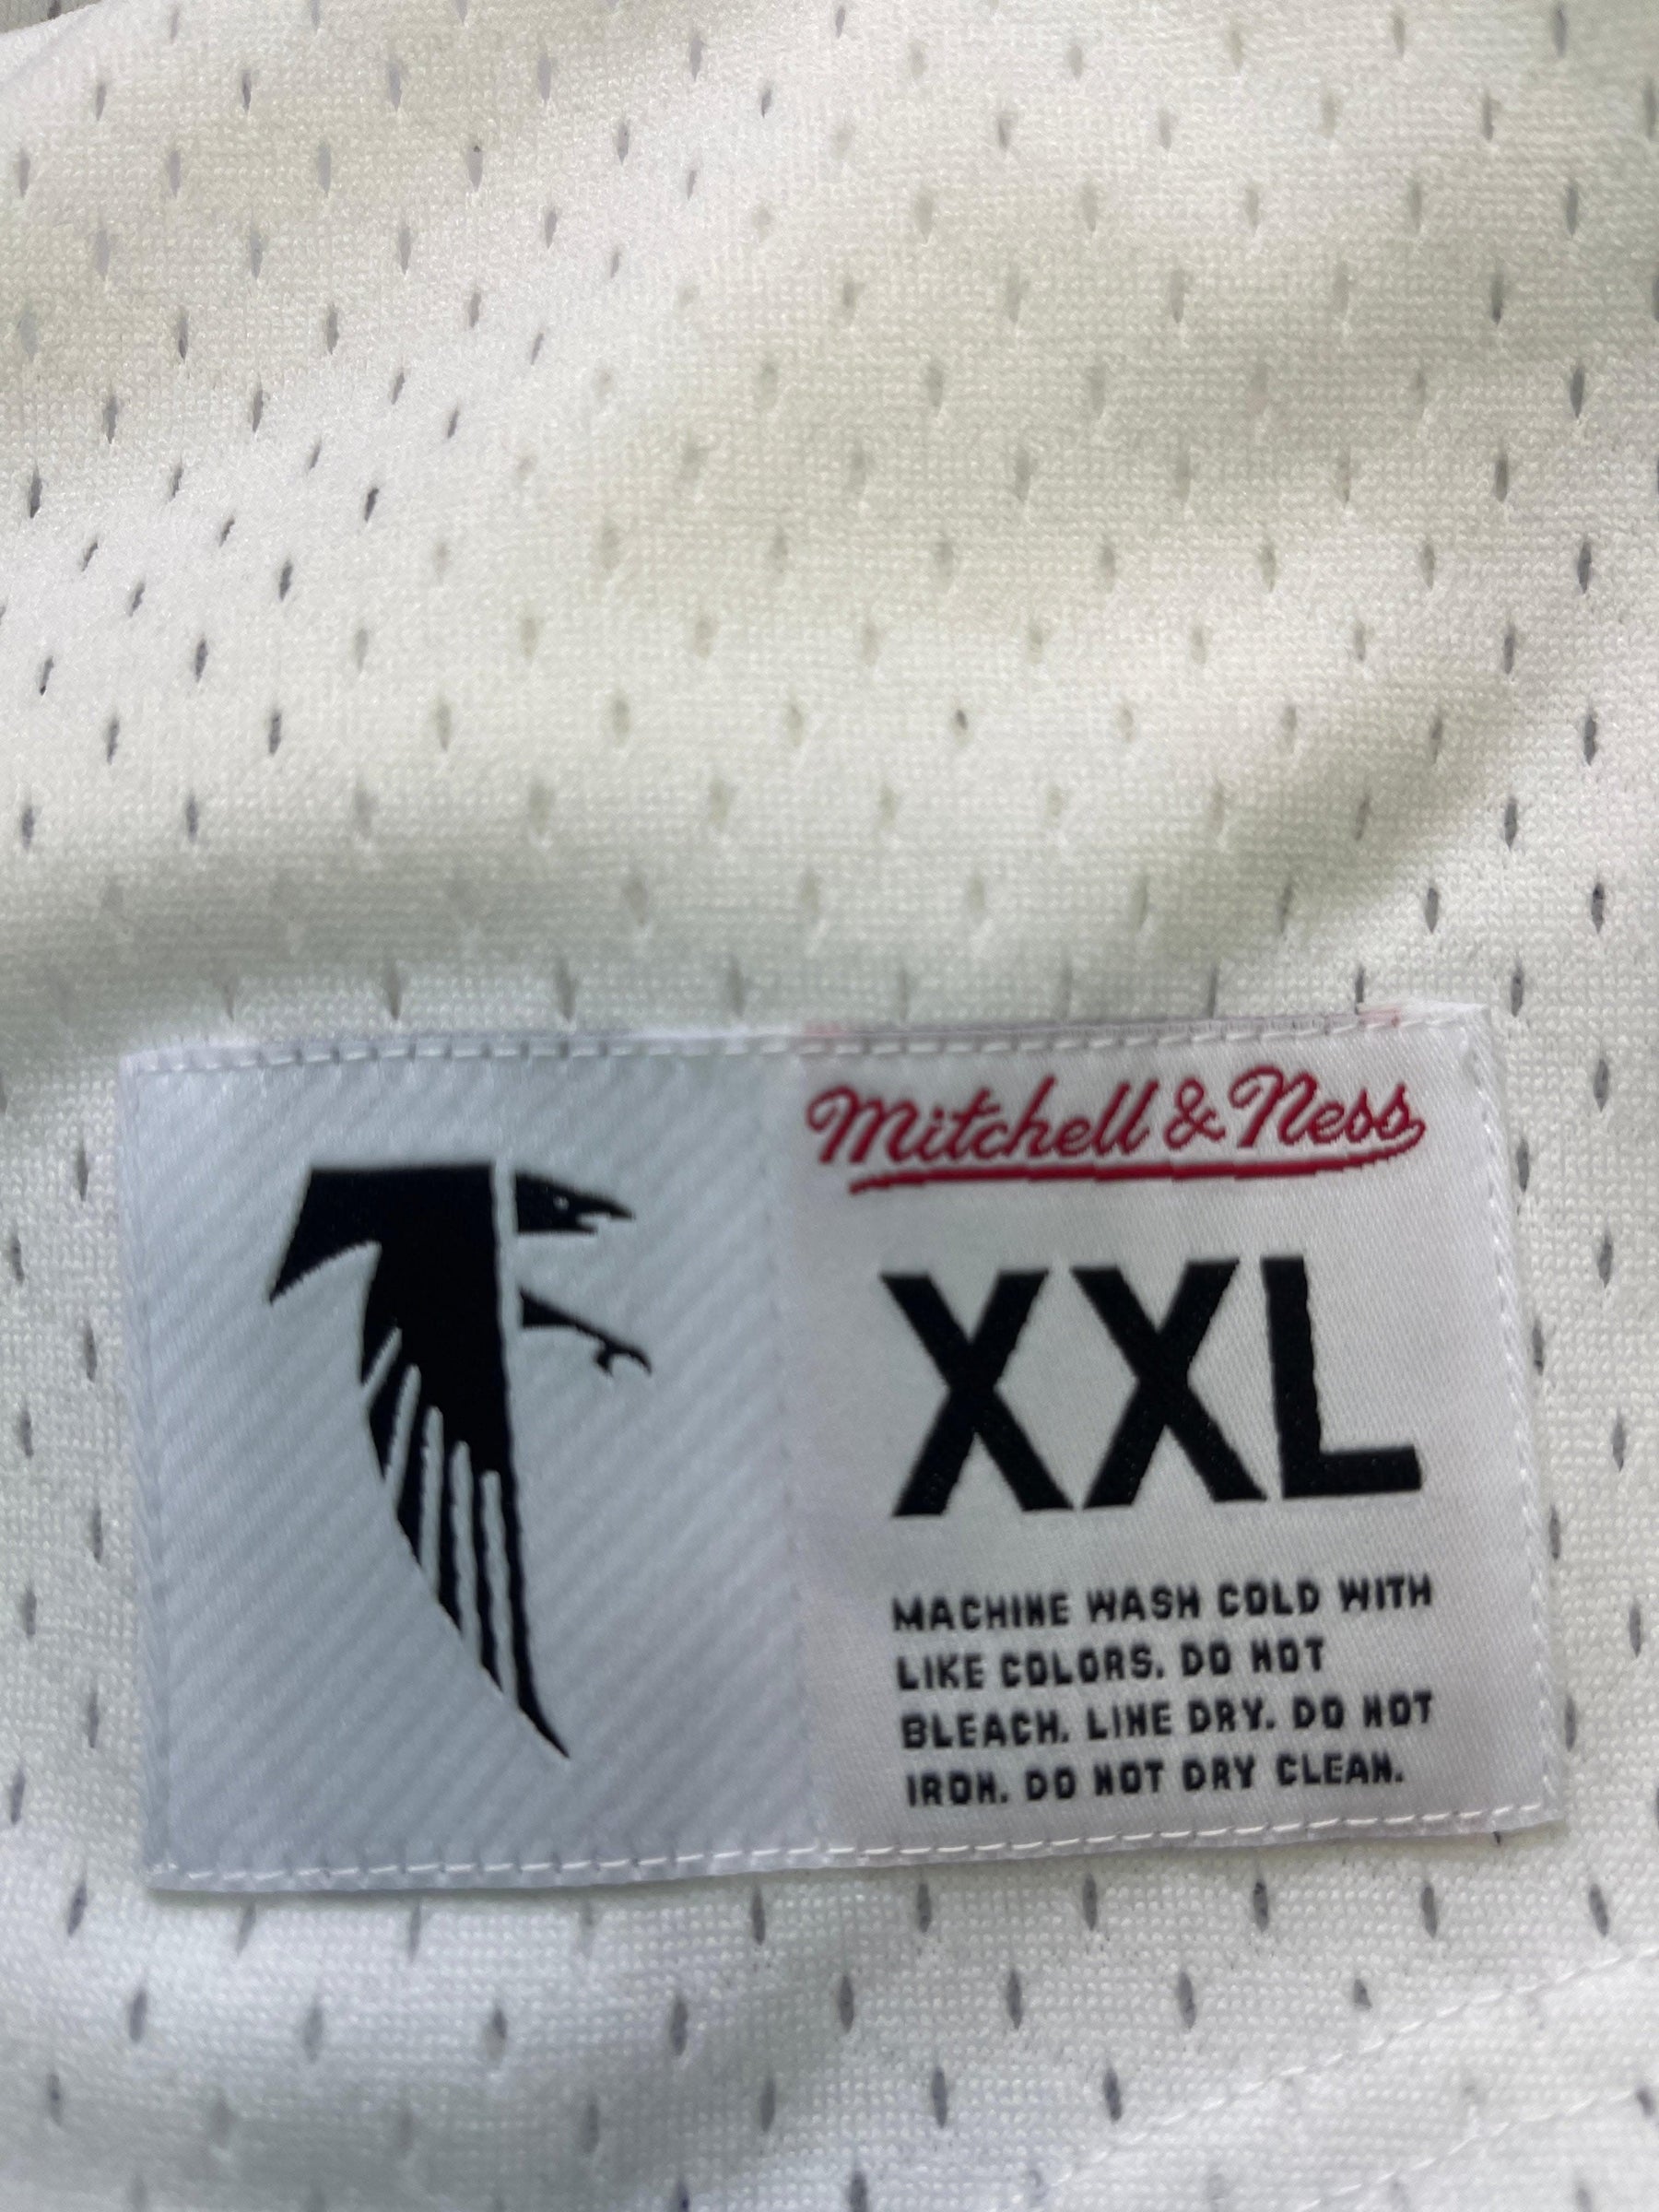 Mitchell & Ness
XXL
MACHINE WASH COLD WITH
LIKE COLORS. DO NOT
BLEACH. LINE DRY. DO NOT
IRON. DO NOT DRY CLEAN.